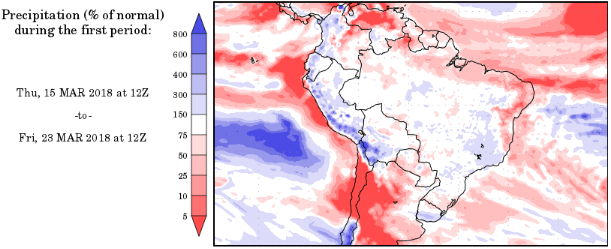 Precipitation (% of normal)
during the first period:
Thu, 15 MAR 2018 at 12Z
-to-
Fri, 23 MAR 2018 at 12Z
800
600
400
300
150
75
50
25
10
5